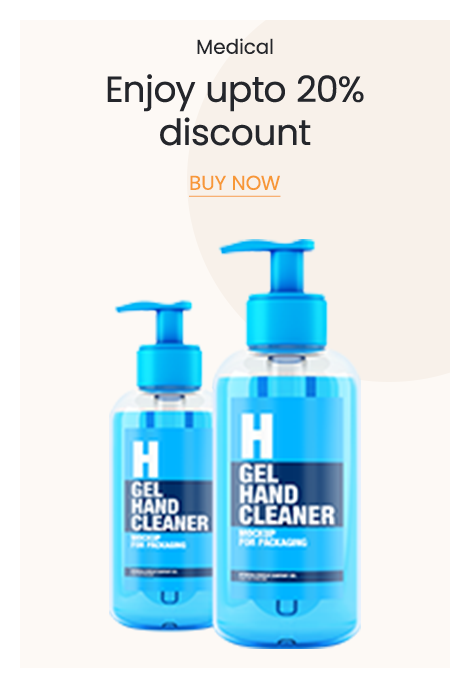 Medical
Enjoy upto 20%
discount
BUY NOW
H
GEL
HAND
CLEANER
MOCKUP
FOR PACKAGING
H
GEL
HAND
CLEANER
MOCKUP
FOR PACKAGING